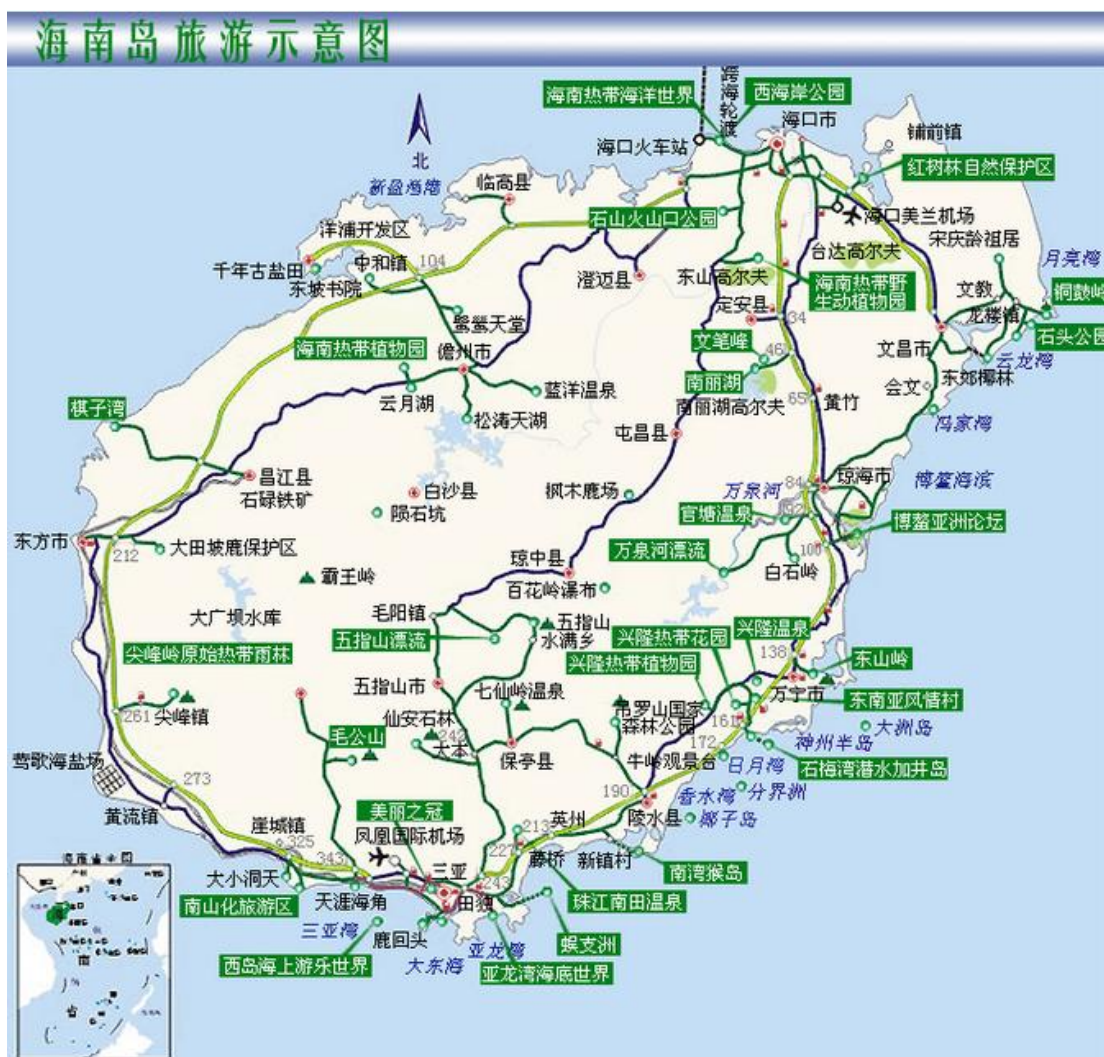 海南岛旅游示意图
跨海轮渡
海南热带海洋世界
西海岸公园
海口市
海口火车站
铺前镇
北
红树林自然保护区
新盈渔港
临高县
石山火山口公园
海口美兰机场
洋浦开发区
台达高尔夫
宋庆龄祖居
千年古盐田
中和镇
104
月亮湾
东坡书院
澄迈县
东山高尔夫
海南热带野
生动植物园
文教
铜鼓岭
鹭鸶天堂
定安县
34
龙楼镇
石头公园
海南热带植物园
儋州市
文笔峰
46
文昌市
云龙湾
南丽湖
东郊椰林
棋子湾
云月湖
蓝洋温泉
南丽湖高尔夫
65
黄竹
会文
松涛天湖
冯家湾
屯昌县
昌江县
石碌铁矿
白沙县
枫木鹿场
万泉河
84
琼海市
博鳌海滨
陨石坑
官塘温泉
博鳌亚洲论坛
东方市
212
大田坡鹿保护区
琼中县
万泉河漂流
白石岭
霸王岭
百花岭瀑布
大广坝水库
毛阳镇
五指山
五指山漂流
水满乡
兴隆热带花园
兴隆温泉
138
尖峰岭原始热带雨林
兴隆热带植物园
东山岭
五指山市
七仙岭温泉
万宁市
261
尖峰镇
仙安石林
吊罗山国家
森林公园
161
东南亚风情村
大洲岛
242
172
神州半岛
毛公山
大本
保亭县
牛岭观景台
日月湾
石梅湾潜水加井岛
莺歌海盐场
273
190
香水湾
分界洲
黄流镇
美丽之冠
陵水县
椰子岛
崖城镇
凤凰国际机场
213
英州
325
343
227
藤桥
新镇村
南湾猴岛
大小洞天
三亚
243
南山化旅游区
天涯海角
田独
珠江南田温泉
三亚湾
鹿回头
亚龙湾
蜈支洲
西岛海上游乐世界
大东海
亚龙湾海底世界
南
省